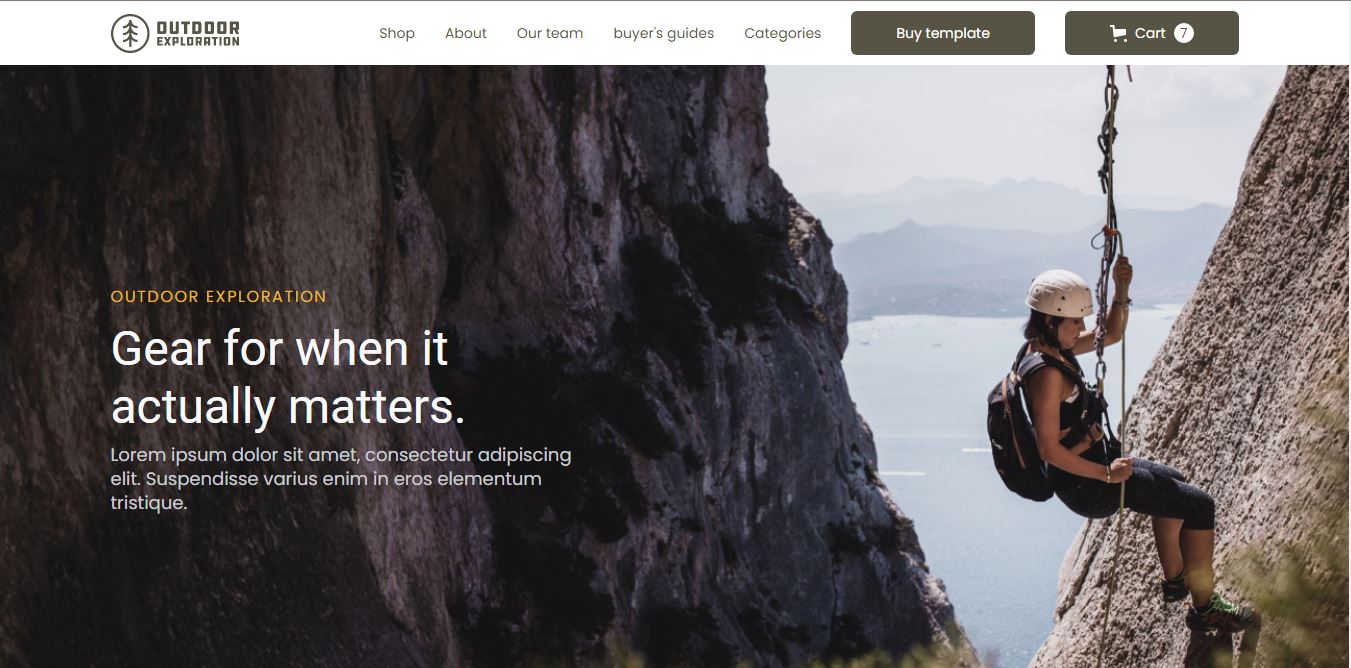 OUTDOOR
EXPLORATION
Shop About Our team buyer's guides Categories Buy template Cart 7
OUTDOOR EXPLORATION
Gear for when it
actually matters.
Lorem ipsum dolor sit amet, consectetur adipiscing
elit. Suspendisse varius enim in eros elementum
tristique.